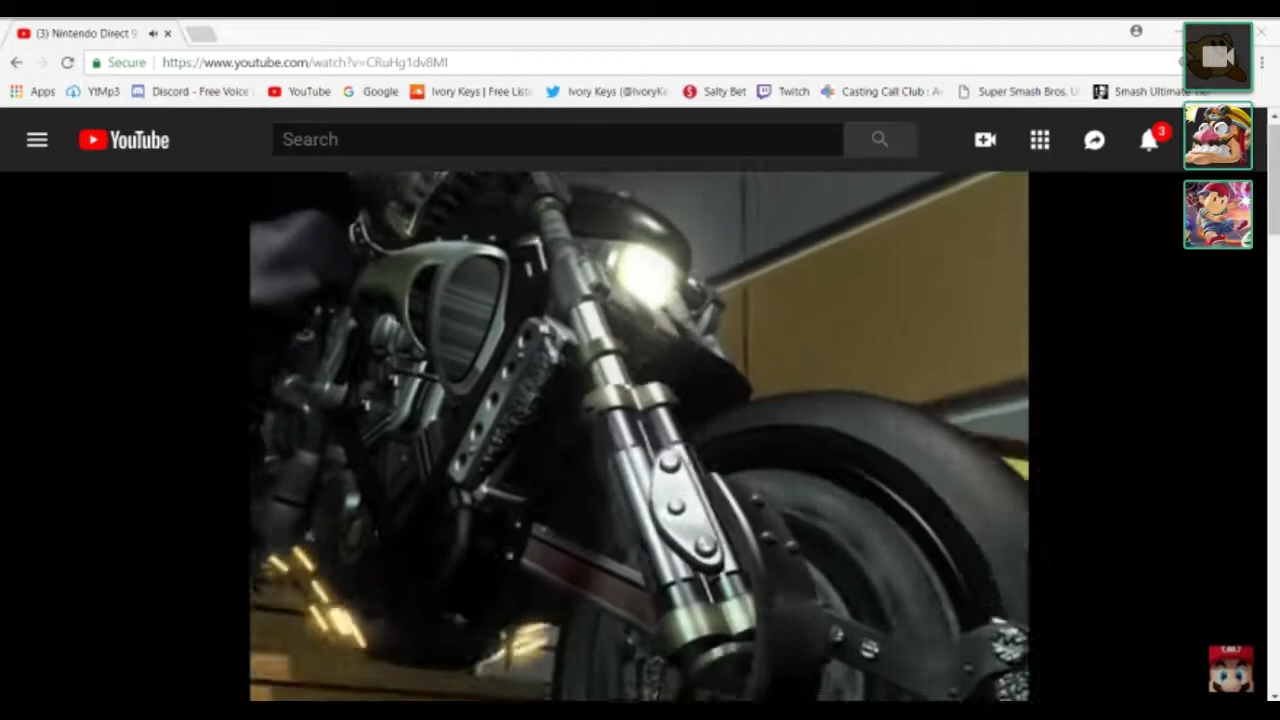 (3) Nintendo Direct 9
Secure https://www.youtube.com/watch?v=CRuHg1dv8MI
Apps YtMp3 Discord - Free Voice YouTube Google Ivory Keys | Free Liste Ivory Keys (@IvoryKe Salty Bet Twitch Casting Call Club : A Super Smash Bros. U Smash Ultimate
YouTube Search 3